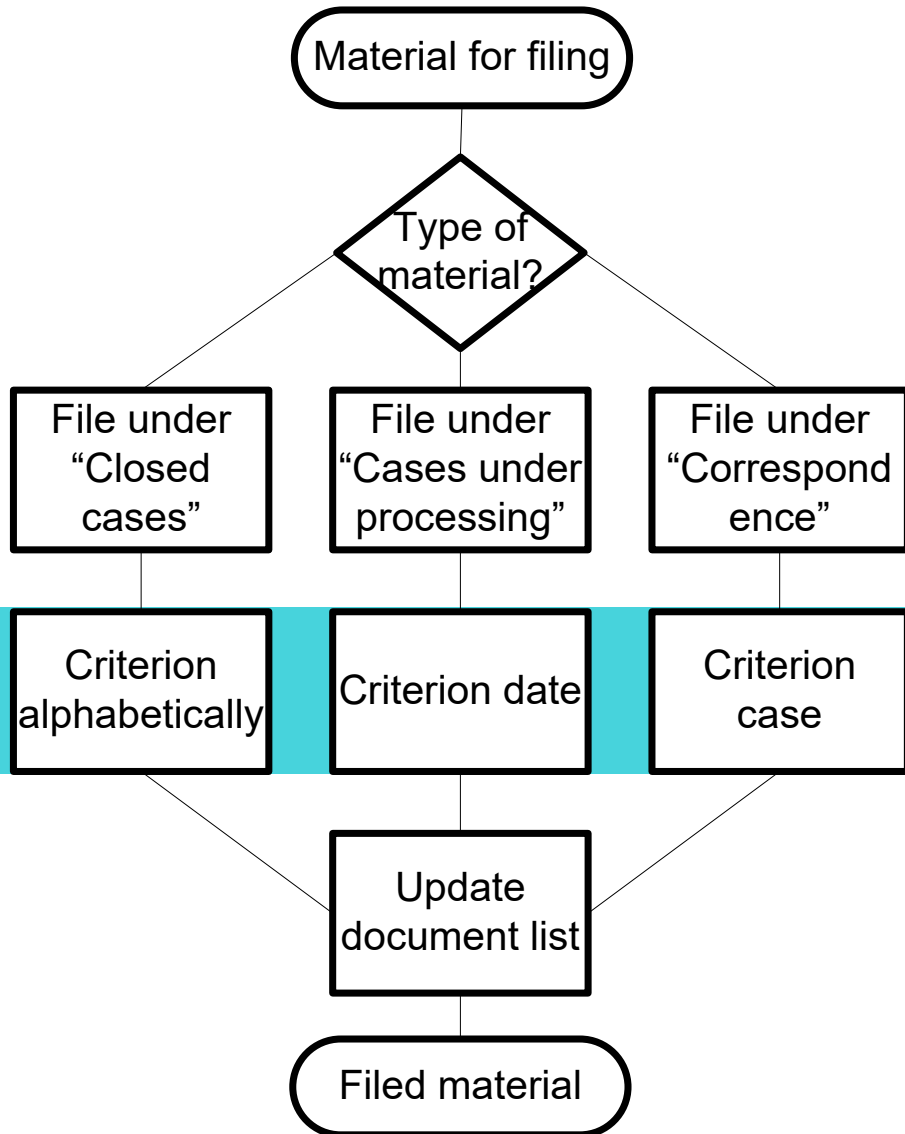 Material for filing
Type of
material?
File under
“Closed
cases”
File under
“Cases under
processing”
File under
“Correspond
ence”
Criterion
alphabetically
Criterion date
Criterion
case
Update
document list
Filed material